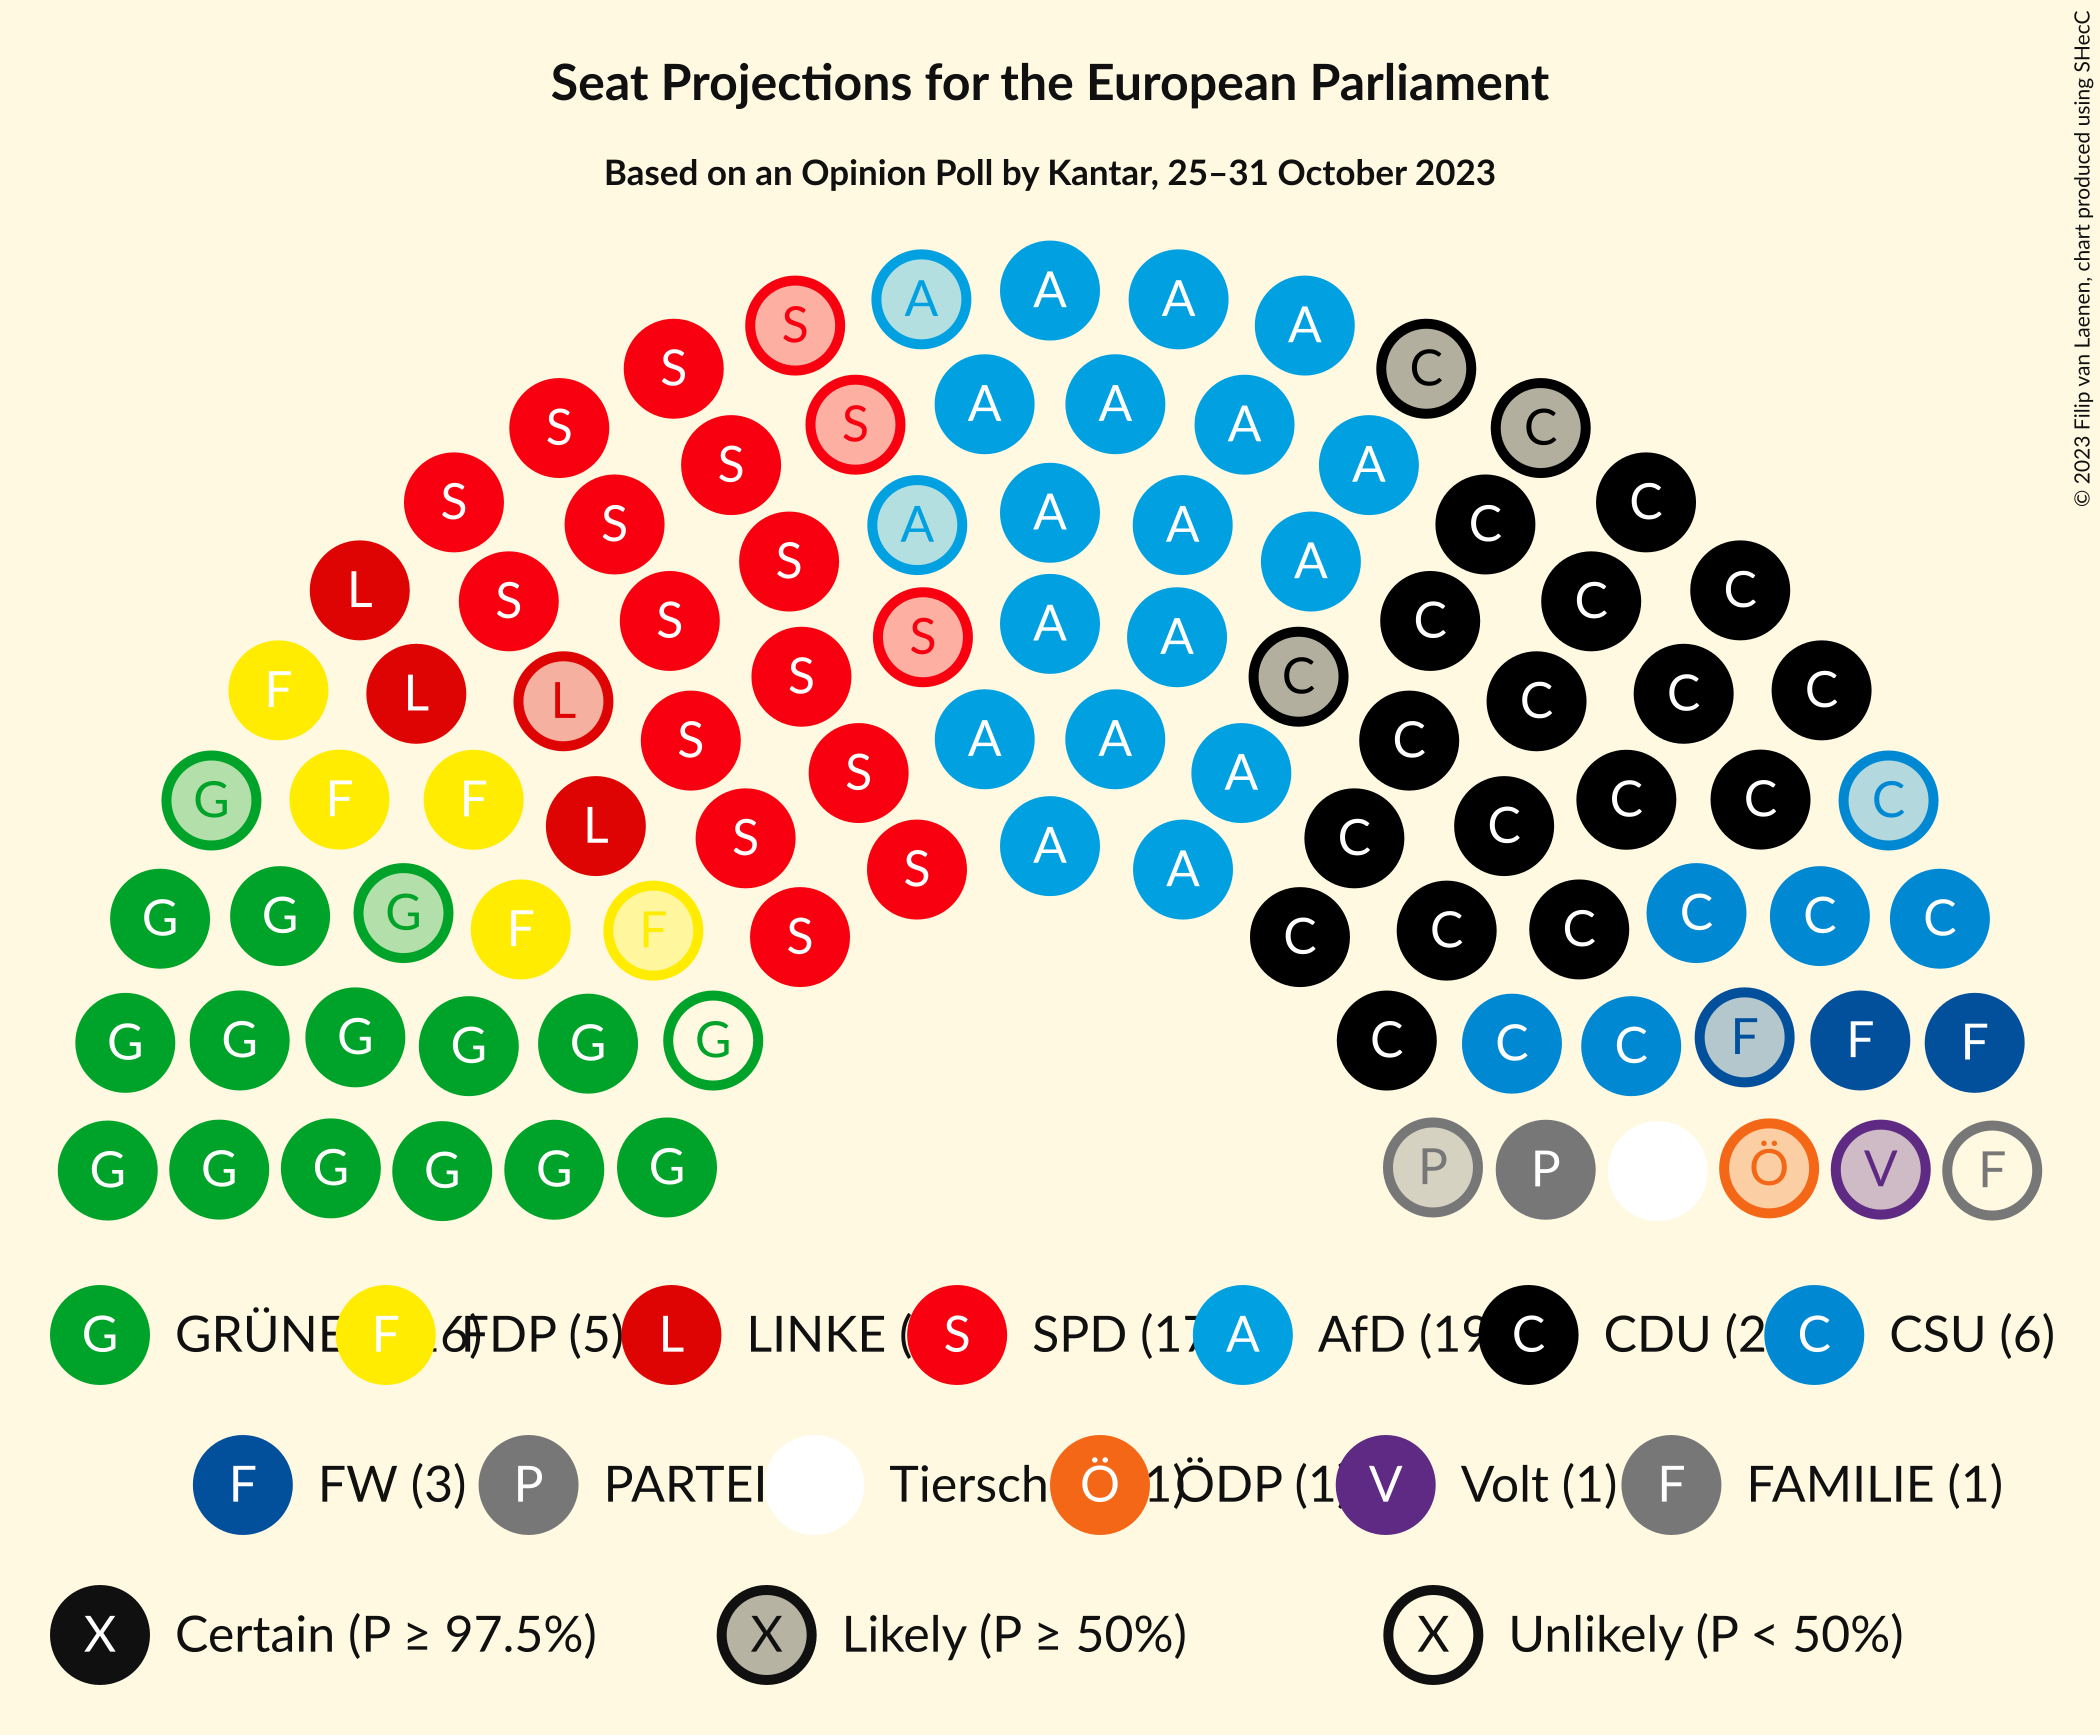 Seat Projections for the European Parliament
Based on an Opinion Poll by Kantar, 25–31 October 2023
© 2023 Filip van Laenen, chart produced using SHecC
S A A A A
S A A C
S S A C
S A
S S A A A C C
S A
L S S S A A C C C
F L L S C C C C
S A A C
G F F S A C C C
L S S A A C C
G G G F F S C C C C C C
G G G G G G C C C F F F
G G G G G G P P Ö V F
G GRÜNE 6) F FDP (5) L LINKE ( S SPD (17 A AfD (19 C CDU (2 C CSU (6)
F FW (3) P PARTEI Tiersch 1) Ö ÖDP (1) V Volt (1) F FAMILIE (1)
X Certain (P ≥ 97.5%) X Likely (P ≥ 50%) X Unlikely (P < 50%)